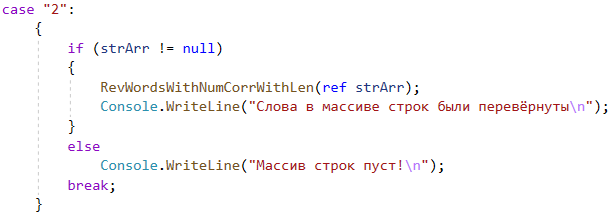 case "2":
{
if (strArr != null)
{
RevWordsWithNumCorrWithLen(ref strArr);
Console.WriteLine("Слова в массиве строк были перевёрнуты\n");
}
else
Console.WriteLine("Массив строк пуст!\n");
break;
}